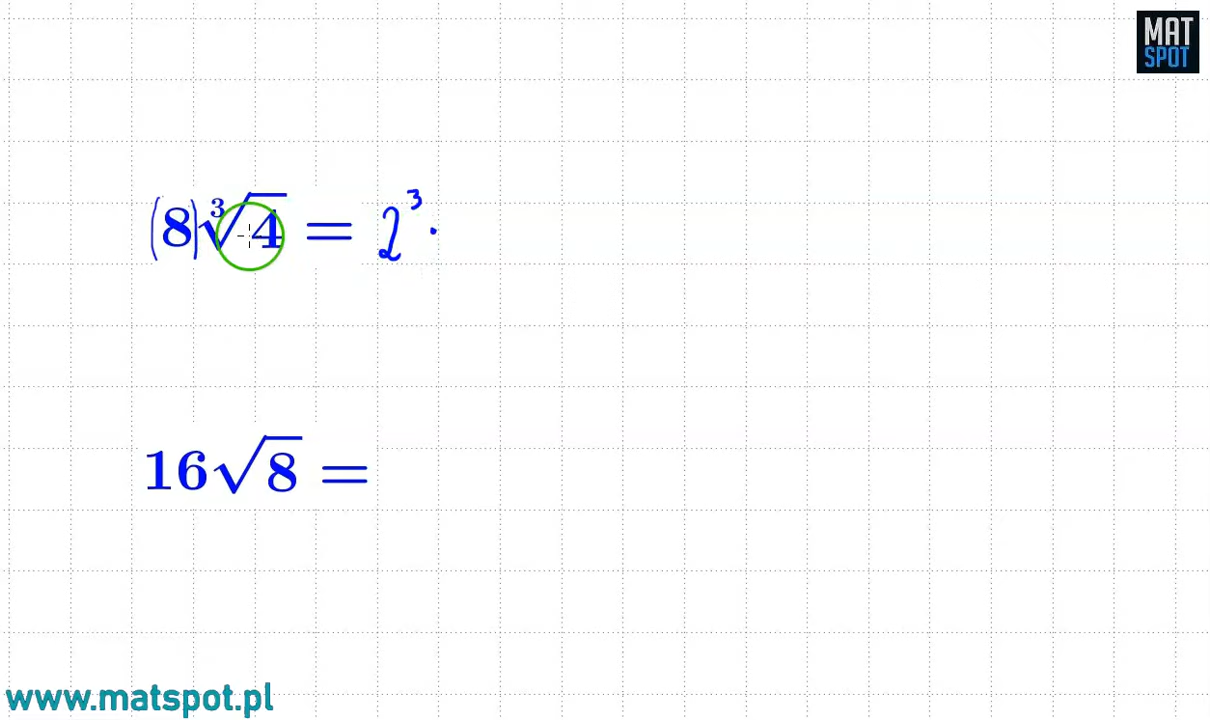 MAT
SPOT
(8)∛4 = 2³ ·
16√8 =
www.matspot.pl